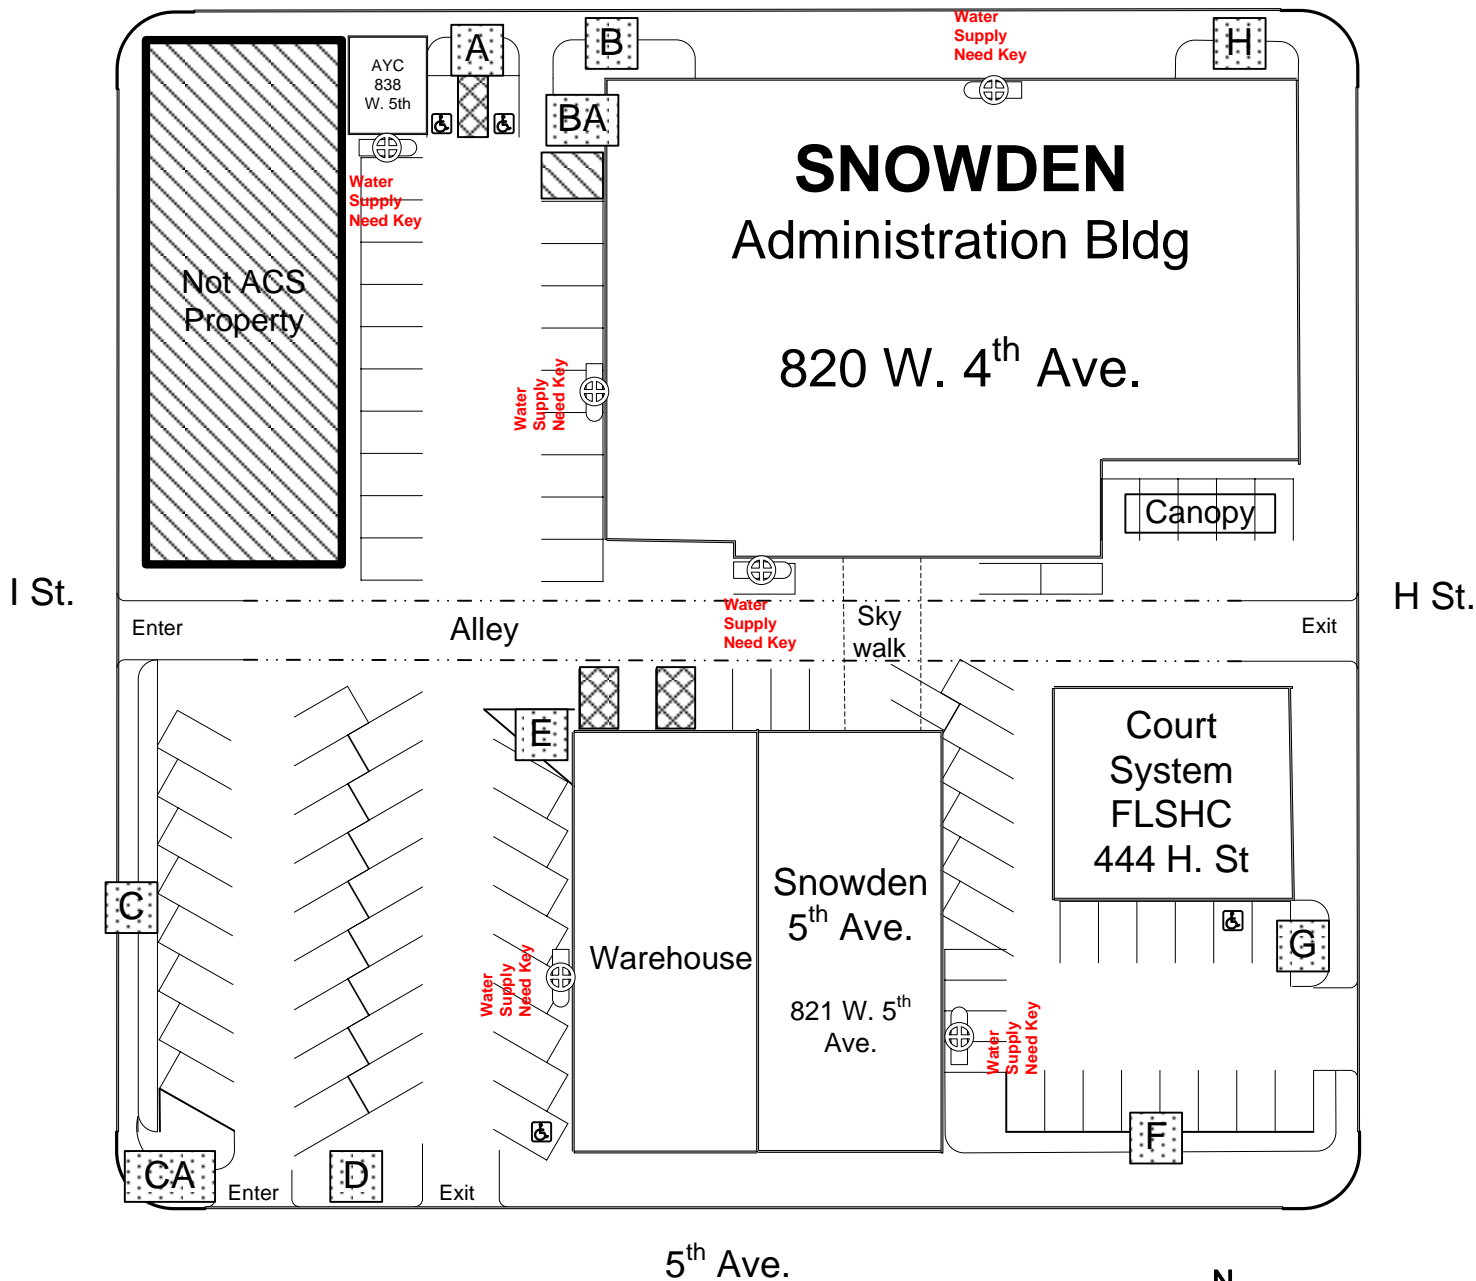 A
B
Water
Supply
Need Key
H
AYC
838
W. 5th
BA
SNOWDEN
Administration Bldg
820 W. 4th Ave.
Water
Supply
Need Key
Not ACS
Property
Water
Supply
Need Key
Canopy
I St.
H St.
Enter
Alley
Water
Supply
Need Key
Sky
walk
Exit
E
Court
System
FLSHC
444 H. St
C
Snowden
5th Ave.
821 W. 5th
Ave.
Warehouse
G
Water
Supply
Need Key
Water
Supply
Need Key
F
CA
Enter
D
Exit
5th Ave.
N